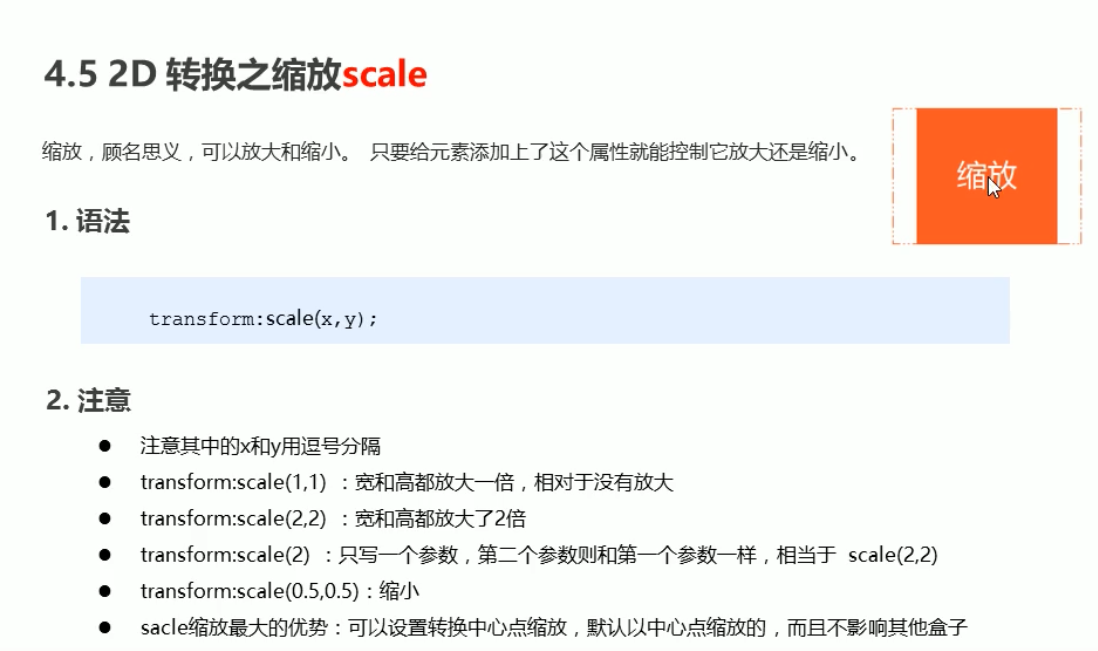 4.5 2D 转换之缩放scale
缩放，顾名思义，可以放大和缩小。 只要给元素添加上了这个属性就能控制它放大还是缩小。
缩放
1. 语法
transform:scale(x,y);
2. 注意
● 注意其中的x和y用逗号分隔
● transform:scale(1,1) ：宽和高都放大一倍，相对于没有放大
● transform:scale(2,2) ：宽和高都放大了2倍
● transform:scale(2) ：只写一个参数，第二个参数则和第一个参数一样，相当于 scale(2,2)
● transform:scale(0.5,0.5)：缩小
● sacle缩放最大的优势：可以设置转换中心点缩放，默认以中心点缩放的，而且不影响其他盒子